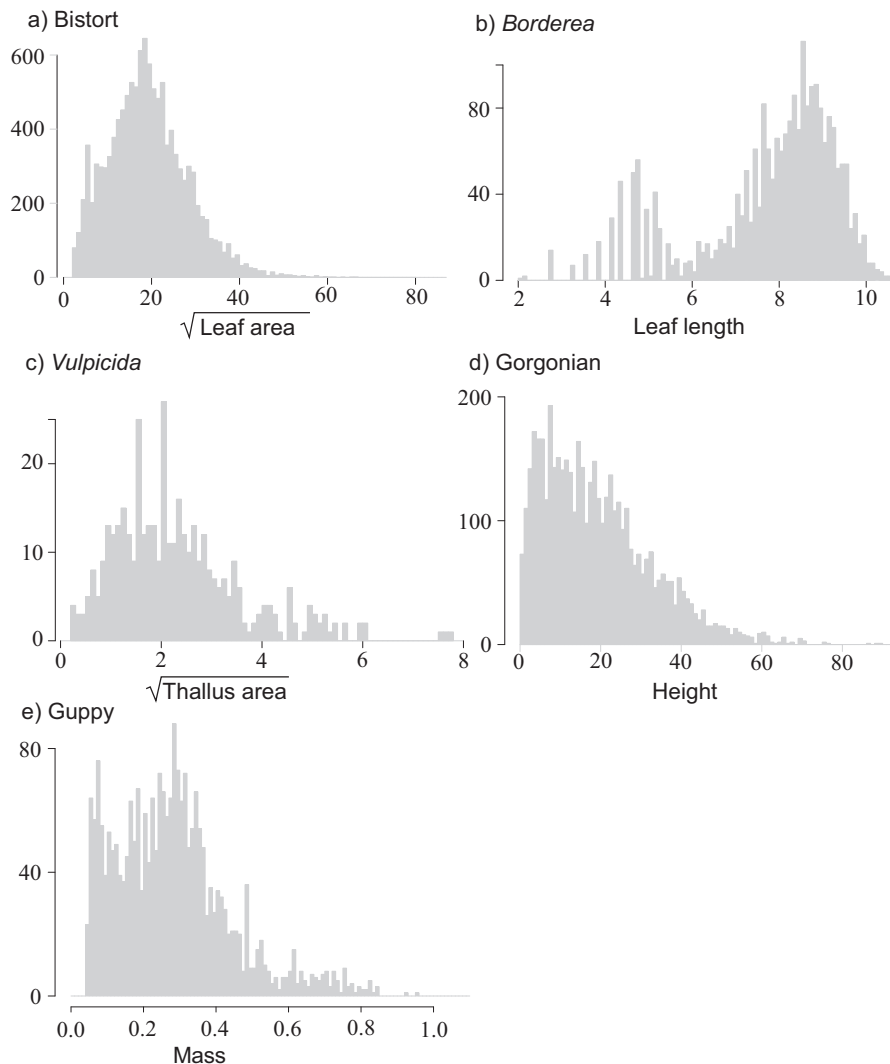 a) Bistort
600
400
200
0
0 20 40 60 80
√Leaf area
b) Borderea
80
40
0
2 4 6 8 10
Leaf length
c) Vulpicida
20
10
0
0 2 4 6 8
√Thallus area
d) Gorgonian
200
100
0
0 20 40 60 80
Height
e) Guppy
80
40
0
0.0 0.2 0.4 0.6 0.8 1.0
Mass